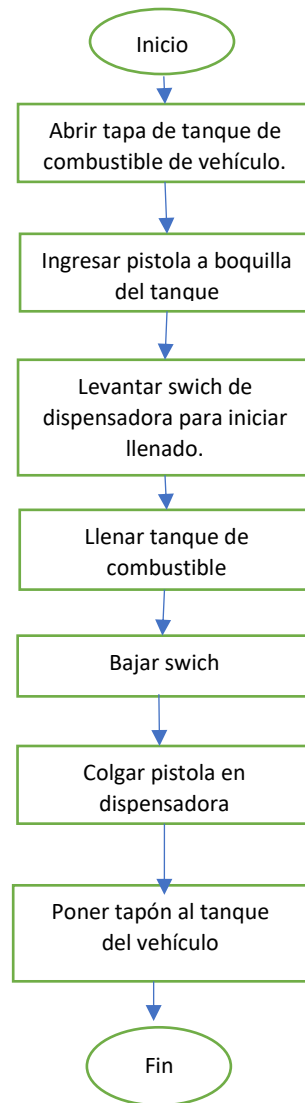 Inicio
Abrir tapa de tanque de
combustible de vehículo.
Ingresar pistola a boquilla
del tanque
Levantar swich de
dispensadora para iniciar
llenado.
Llenar tanque de
combustible
Bajar swich
Colgar pistola en
dispensadora
Poner tapón al tanque
del vehículo
Fin